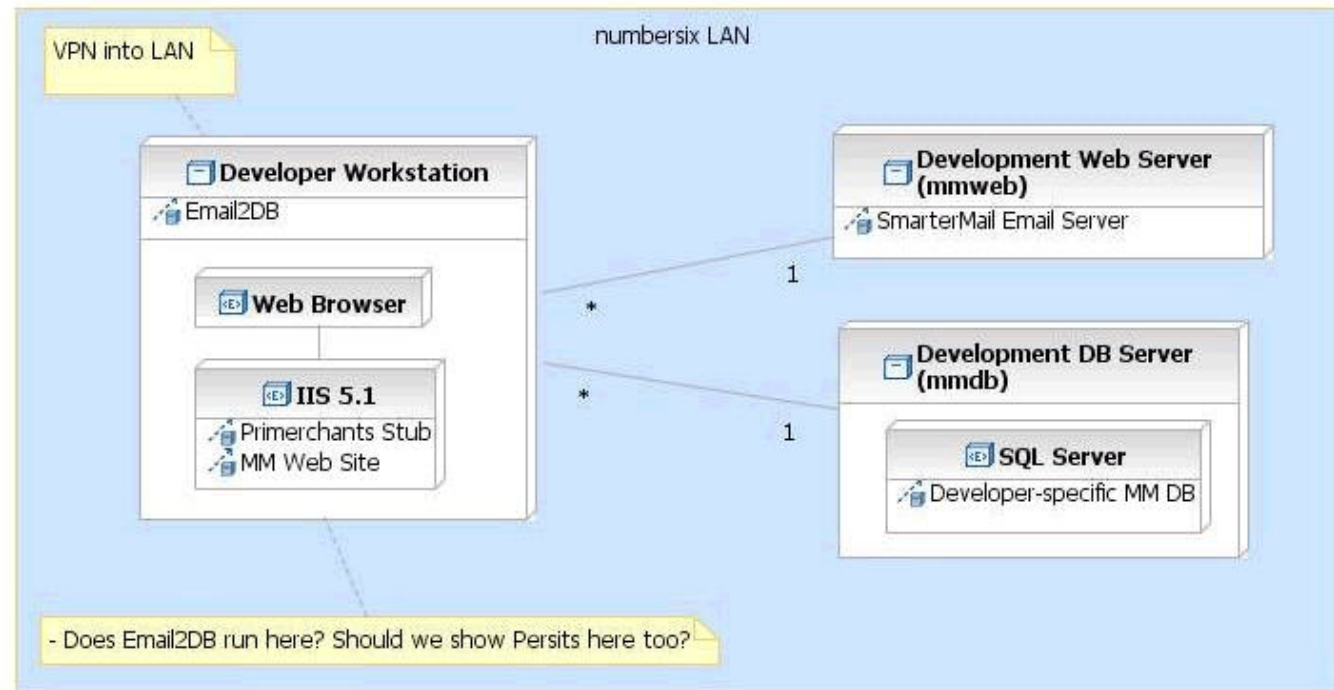 numbersix LAN
VPN into LAN
Developer Workstation
Email2DB
Web Browser
IIS 5.1
Primerchants Stub
MM Web Site
*
1
*
1
Development Web Server
(mmweb)
SmarterMail Email Server
Development DB Server
(mmdb)
SQL Server
Developer-specific MM DB
- Does Email2DB run here? Should we show Persits here too?